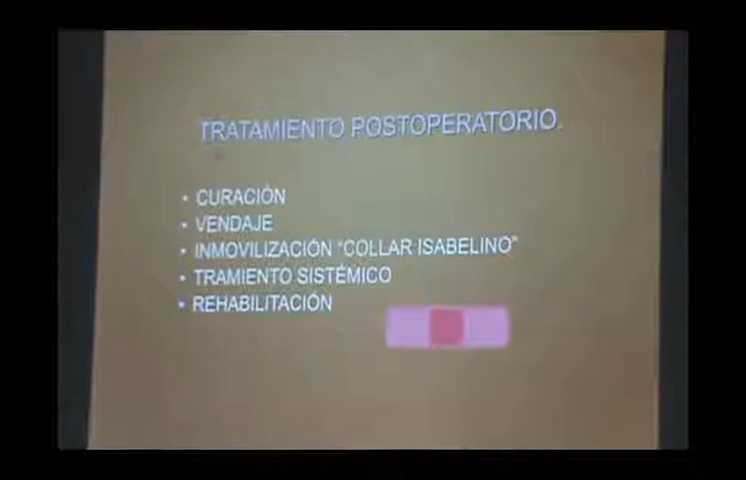 TRATAMIENTO POSTOPERATORIO.
• CURACIÓN
• VENDAJE
• INMOVILIZACIÓN “COLLAR ISABELINO”
• TRAMIENTO SISTÉMICO
• REHABILITACIÓN